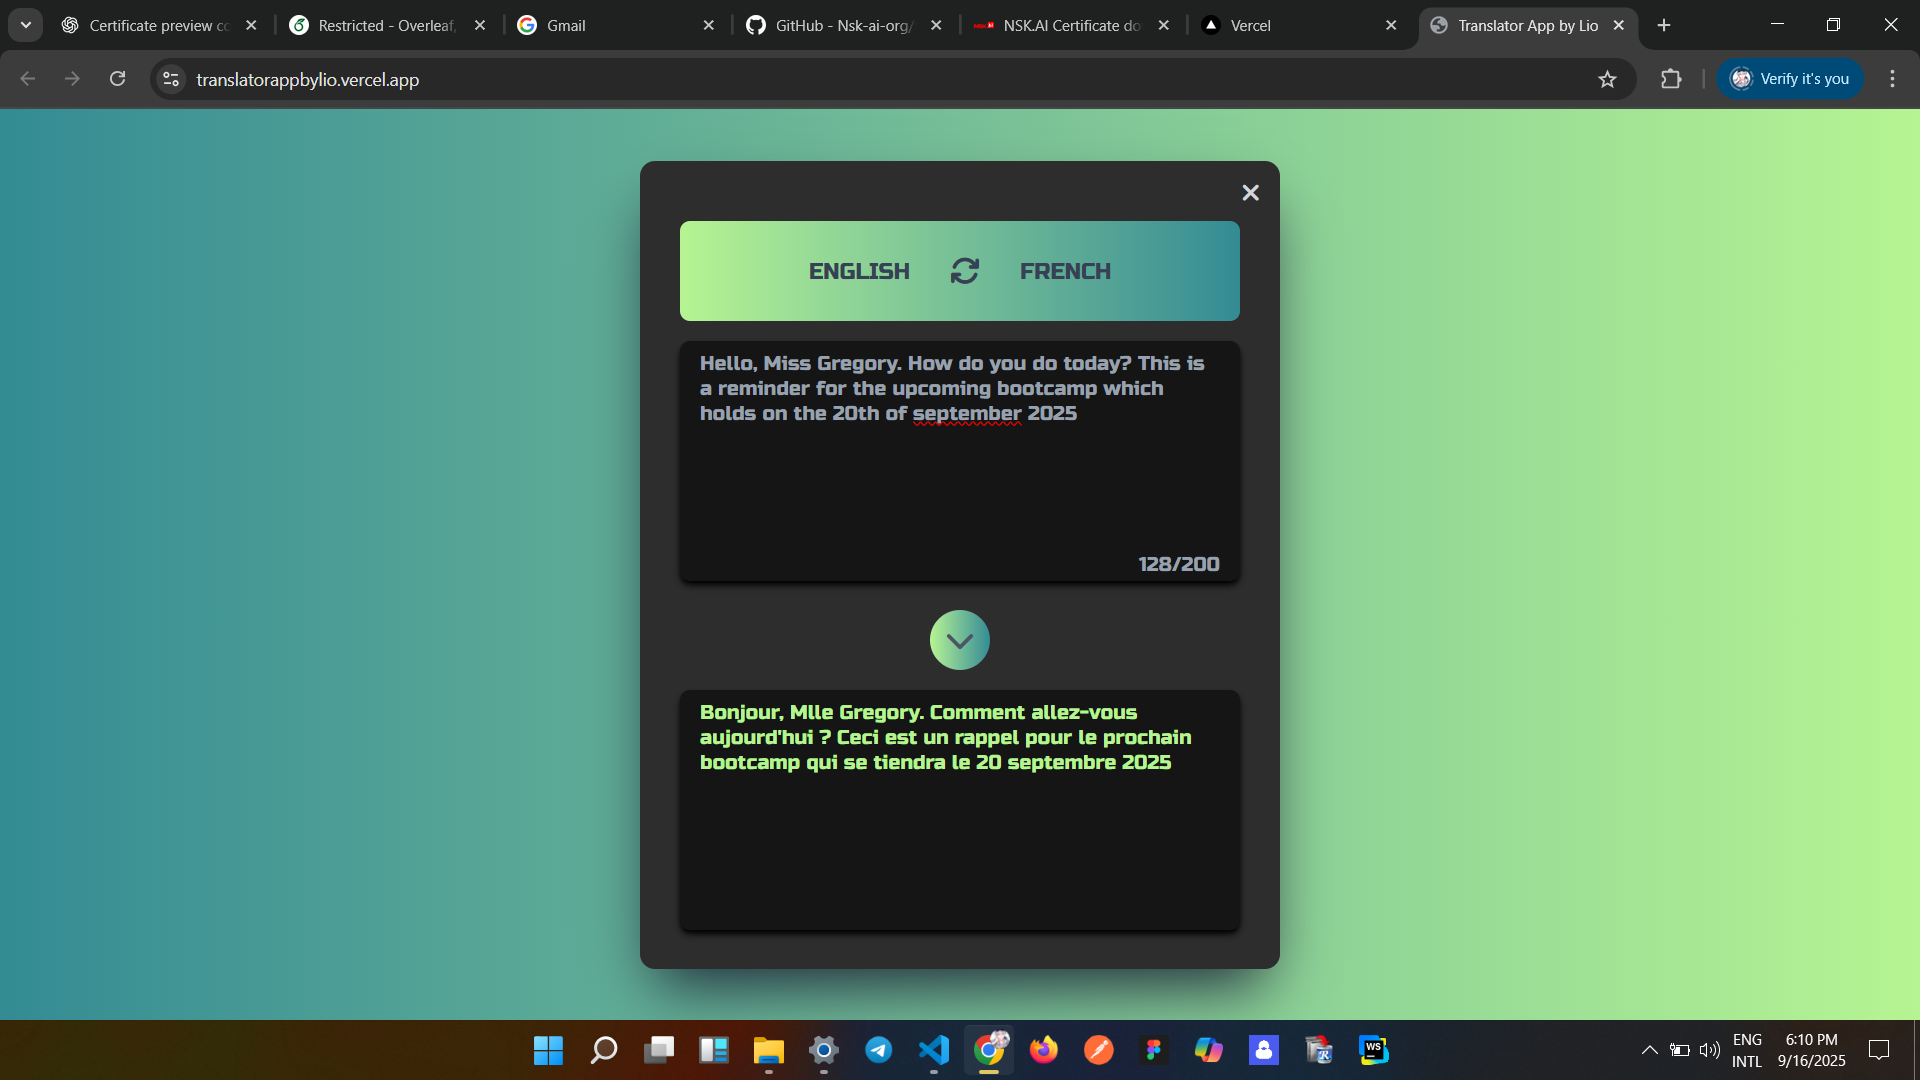 Certificate preview cc
Restricted - Overleaf,
Gmail
GitHub - Nsk-ai-org/
NSK.AI Certificate do
Vercel
Translator App by Lio
translatorappbylio.vercel.app
Verify it's you
ENGLISH
FRENCH
Hello, Miss Gregory. How do you do today? This is
a reminder for the upcoming bootcamp which
holds on the 20th of september 2025
128/200
Bonjour, Mlle Gregory. Comment allez-vous
aujourd'hui ? Ceci est un rappel pour le prochain
bootcamp qui se tiendra le 20 septembre 2025
WS
ENG
INTL
6:10 PM
9/16/2025